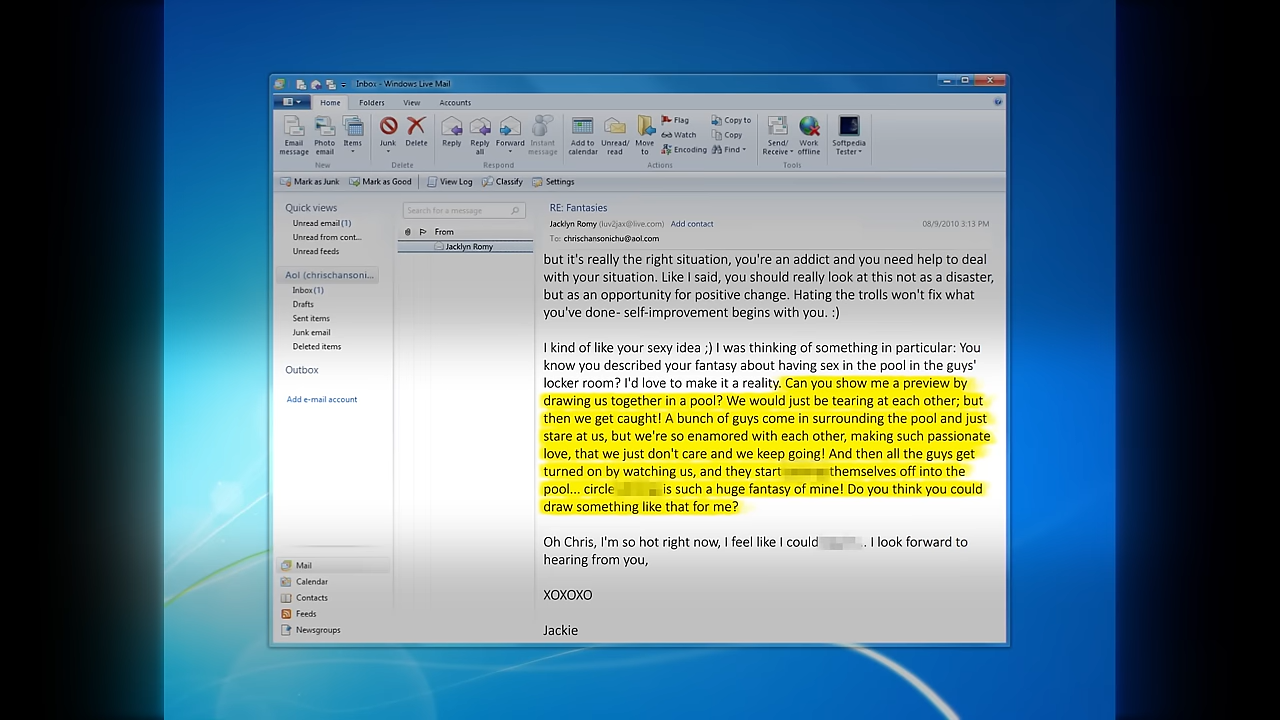 Inbox - Windows Live Mail
Home Folders View Accounts
Email message
Photo email
Items
New
Junk
Delete
Delete
Reply
Reply all
Forward
Instant message
Respond
Add to calendar
Unread/ read
Move to
Flag
Watch
Encoding
Copy to
Copy
Find
Actions
Send/ Receive
Work offline
Tools
Softpedia Tester
Mark as Junk Mark as Good View Log Classify Settings
Quick views
Unread email (1)
Unread from cont...
Unread feeds
Aol (chrischansoni...
Inbox (1)
Drafts
Sent items
Junk email
Deleted items
Outbox
Add e-mail account
Mail
Calendar
Contacts
Feeds
Newsgroups
Search for a message
From
Jacklyn Romy
RE: Fantasies
Jacklyn Romy (luv2jax@live.com) Add contact 08/9/2010 3:13 PM
To: chrischansonichu@aol.com
but it's really the right situation, you're an addict and you need help to deal
with your situation. Like I said, you should really look at this not as a disaster,
but as an opportunity for positive change. Hating the trolls won't fix what
you've done- self-improvement begins with you. :)
I kind of like your sexy idea ;) I was thinking of something in particular: You
know you described your fantasy about having sex in the pool in the guys'
locker room? I'd love to make it a reality. Can you show me a preview by
drawing us together in a pool? We would just be tearing at each other; but
then we get caught! A bunch of guys come in surrounding the pool and just
stare at us, but we're so enamored with each other, making such passionate
love, that we just don't care and we keep going! And then all the guys get
turned on by watching us, and they start themselves off into the
pool... circle is such a huge fantasy of mine! Do you think you could
draw something like that for me?
Oh Chris, I'm so hot right now, I feel like I could . I look forward to
hearing from you,
XOXOXO
Jackie